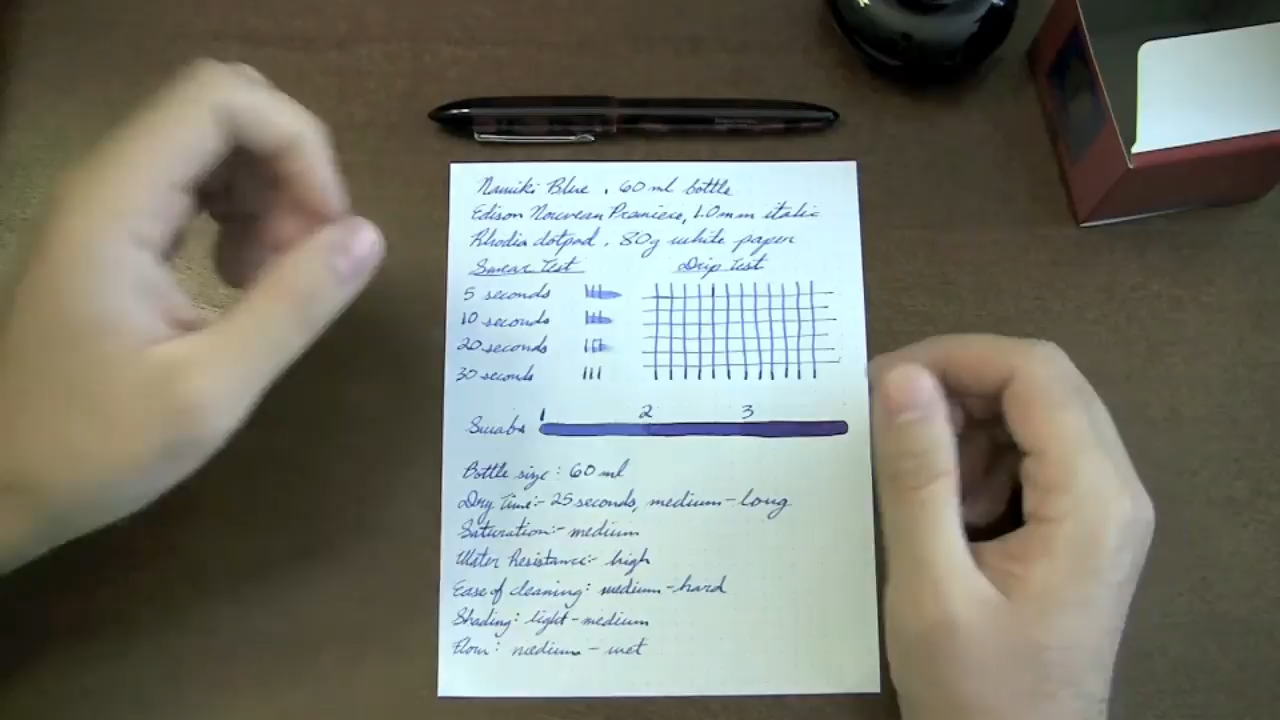 Namiki Blue, 60 ml bottle
Edison Nouveau Premiere, 1.0mm italic
Rhodia dotpad, 80g white paper
Smear Test Drip Test
5 seconds
10 seconds
20 seconds
30 seconds
1 2 3
Swabs
Bottle size: 60 ml
Dry Time:- 25 seconds, medium-long
Saturation:- medium
Water Resistance:- high
Ease of cleaning: medium-hard
Shading: light-medium
Flow: medium-wet